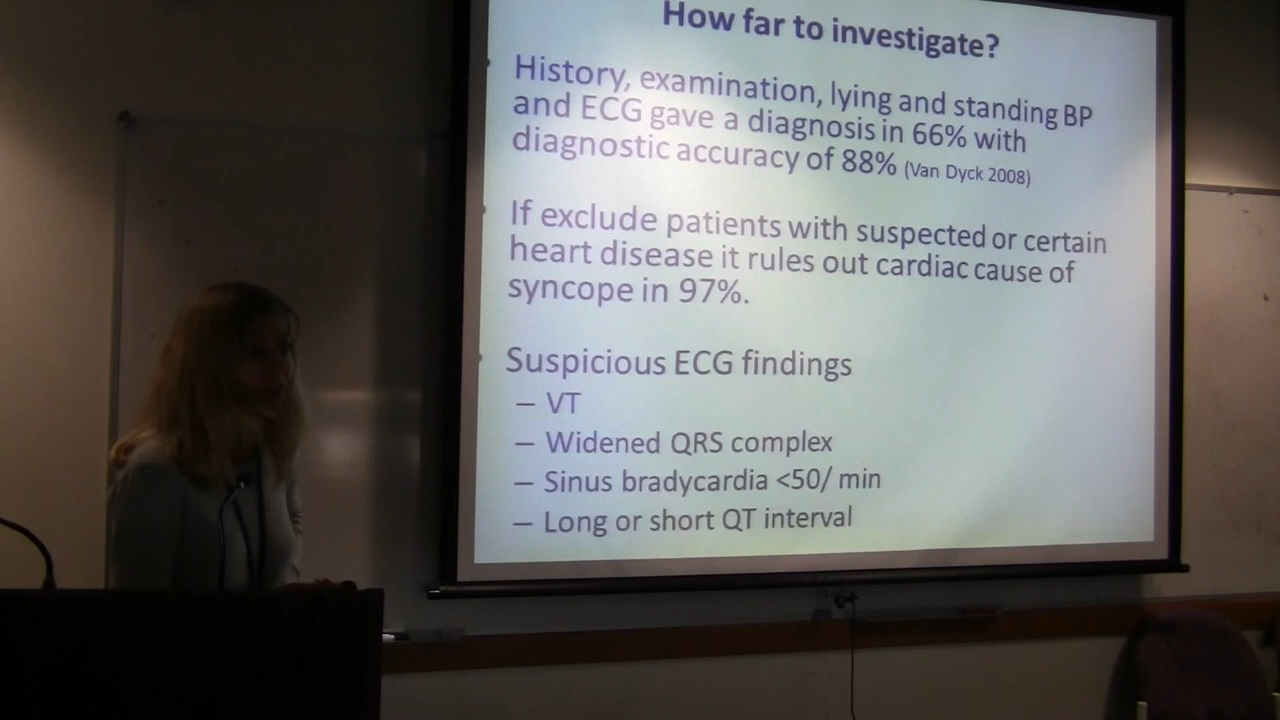 How far to investigate?
History, examination, lying and standing BP
and ECG gave a diagnosis in 66% with
diagnostic accuracy of 88% (Van Dyck 2008)
If exclude patients with suspected or certain
heart disease it rules out cardiac cause of
syncope in 97%.
Suspicious ECG findings
– VT
– Widened QRS complex
– Sinus bradycardia <50/ min
– Long or short QT interval